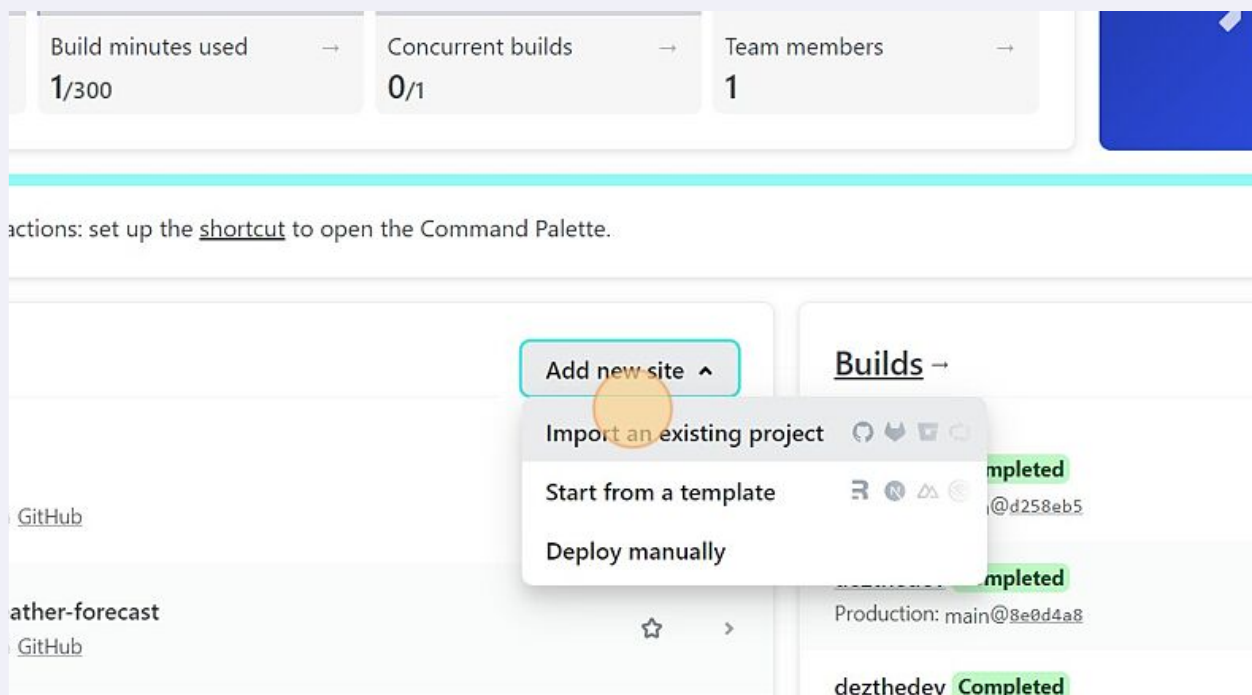 Build minutes used →
1/300
Concurrent builds →
0/1
Team members →
1
actions: set up the shortcut to open the Command Palette.
Add new site
Import an existing project
Start from a template
Deploy manually
GitHub
ather-forecast
GitHub
Builds →
mpleted
@d258eb5
mpleted
Production: main@8e0d4a8
dezthedev Completed